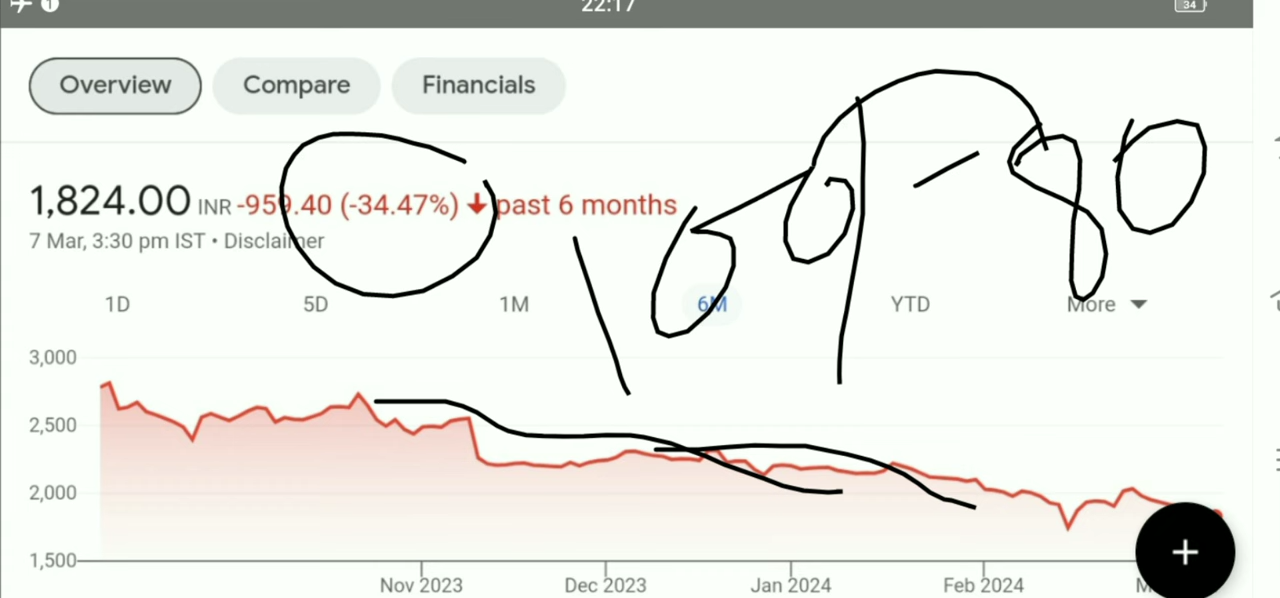 22:17
34
Overview
Compare
Financials
1,824.00 INR -959.40 (-34.47%) past 6 months
7 Mar, 3:30 pm IST • Disclaimer
1D 5D 1M 6M YTD More
3,000
2,500
2,000
1,500
Nov 2023 Dec 2023 Jan 2024 Feb 2024